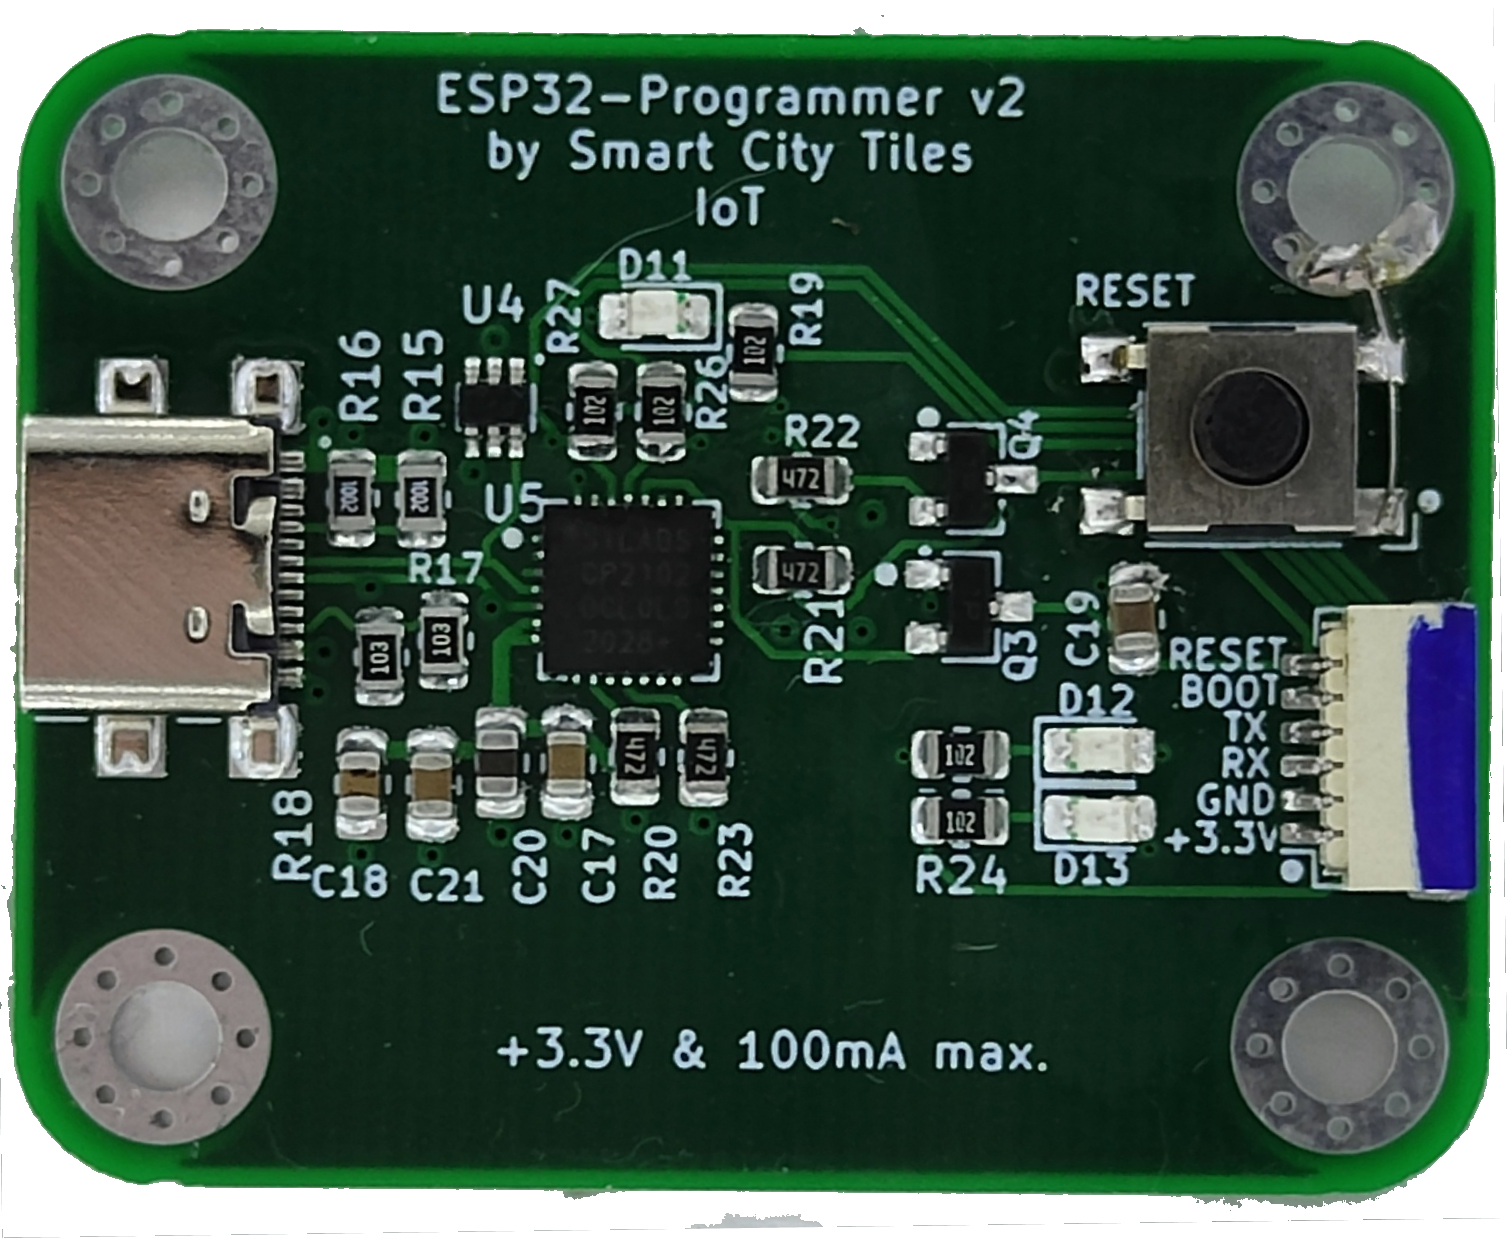 ESP32-Programmer v2
by Smart City Tiles
IoT
D11
U4
R27
R19
RESET
R16
R15
R26
102
102
102
R22
Q4
1002
1002
472
U5
SILABS
CP2102
2028+
R17
472
R21
Q3
C19
103
103
RESET
BOOT
TX
RX
GND
+3.3V
D12
102
102
D13
R24
472
472
R18
C18
C21
C20
C17
R20
R23
+3.3V & 100mA max.